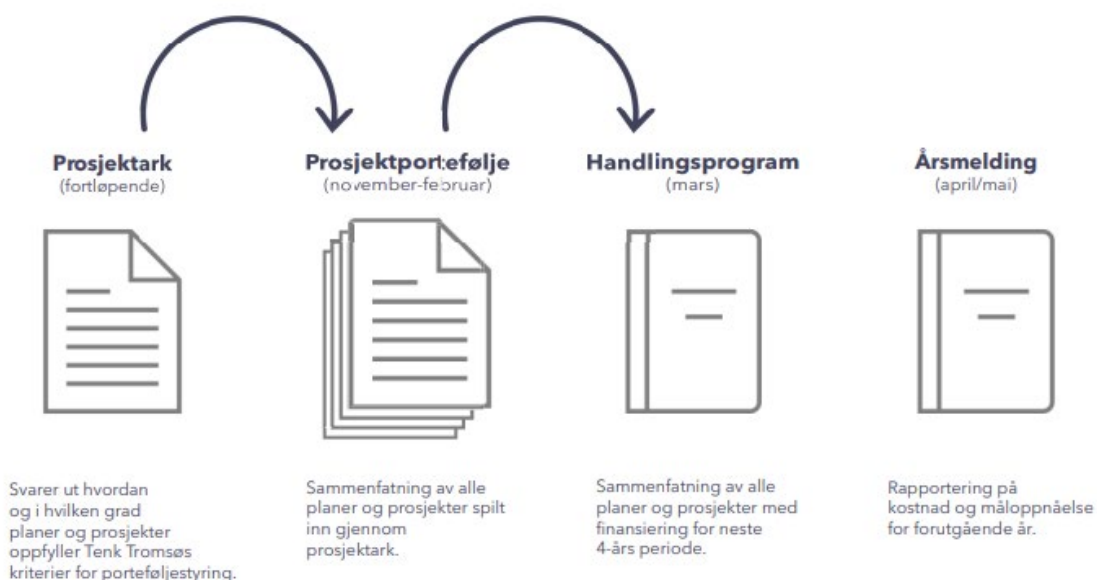 Prosjektark
(fortløpende)
Svarer ut hvordan
og i hvilken grad
planer og prosjekter
oppfyller Tenk Tromsøs
kriterier for porteføljestyring.
Prosjektportefølje
(november-februar)
Sammenfatning av alle
planer og prosjekter spilt
inn gjennom
prosjektark.
Handlingsprogram
(mars)
Sammenfatning av alle
planer og prosjekter med
finansiering for neste
4-års periode.
Årsmelding
(april/mai)
Rapportering på
kostnad og måloppnåelse
for forutgående år.